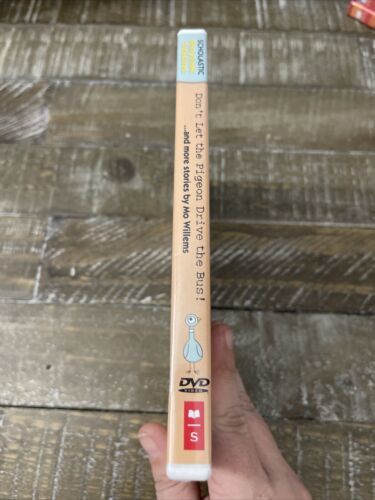 SCHOLASTIC
Don't Let the Pigeon Drive the Bus!
...and more stories by Mo Willems
DVD
VIDEO
S